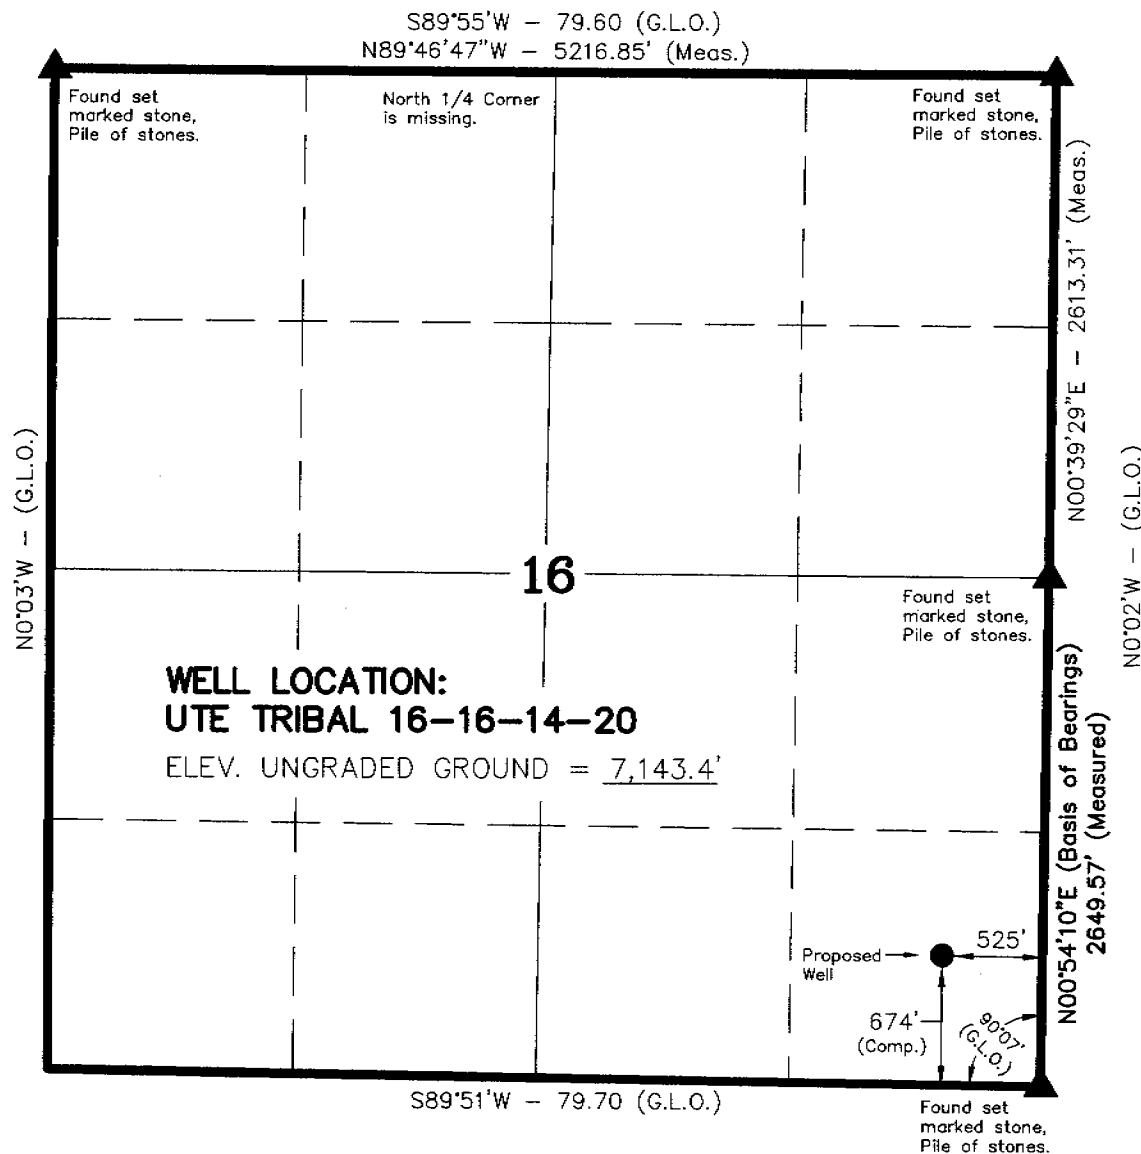 S89°55'W – 79.60 (G.L.O.)
N89°46'47"W – 5216.85' (Meas.)
Found set
marked stone,
Pile of stones.
North 1/4 Corner
is missing.
Found set
marked stone,
Pile of stones.
N00°39'29"E – 2613.31' (Meas.)
N0°03'W – (G.L.O.)
N0°02'W – (G.L.O.)
16
Found set
marked stone,
Pile of stones.
WELL LOCATION:
UTE TRIBAL 16–16–14–20
ELEV. UNGRADED GROUND = 7,143.4'
N00°54'10"E (Basis of Bearings)
2649.57' (Measured)
Proposed
Well
525'
674'
(Comp.)
90°07'
(G.L.O.)
S89°51'W – 79.70 (G.L.O.)
Found set
marked stone,
Pile of stones.